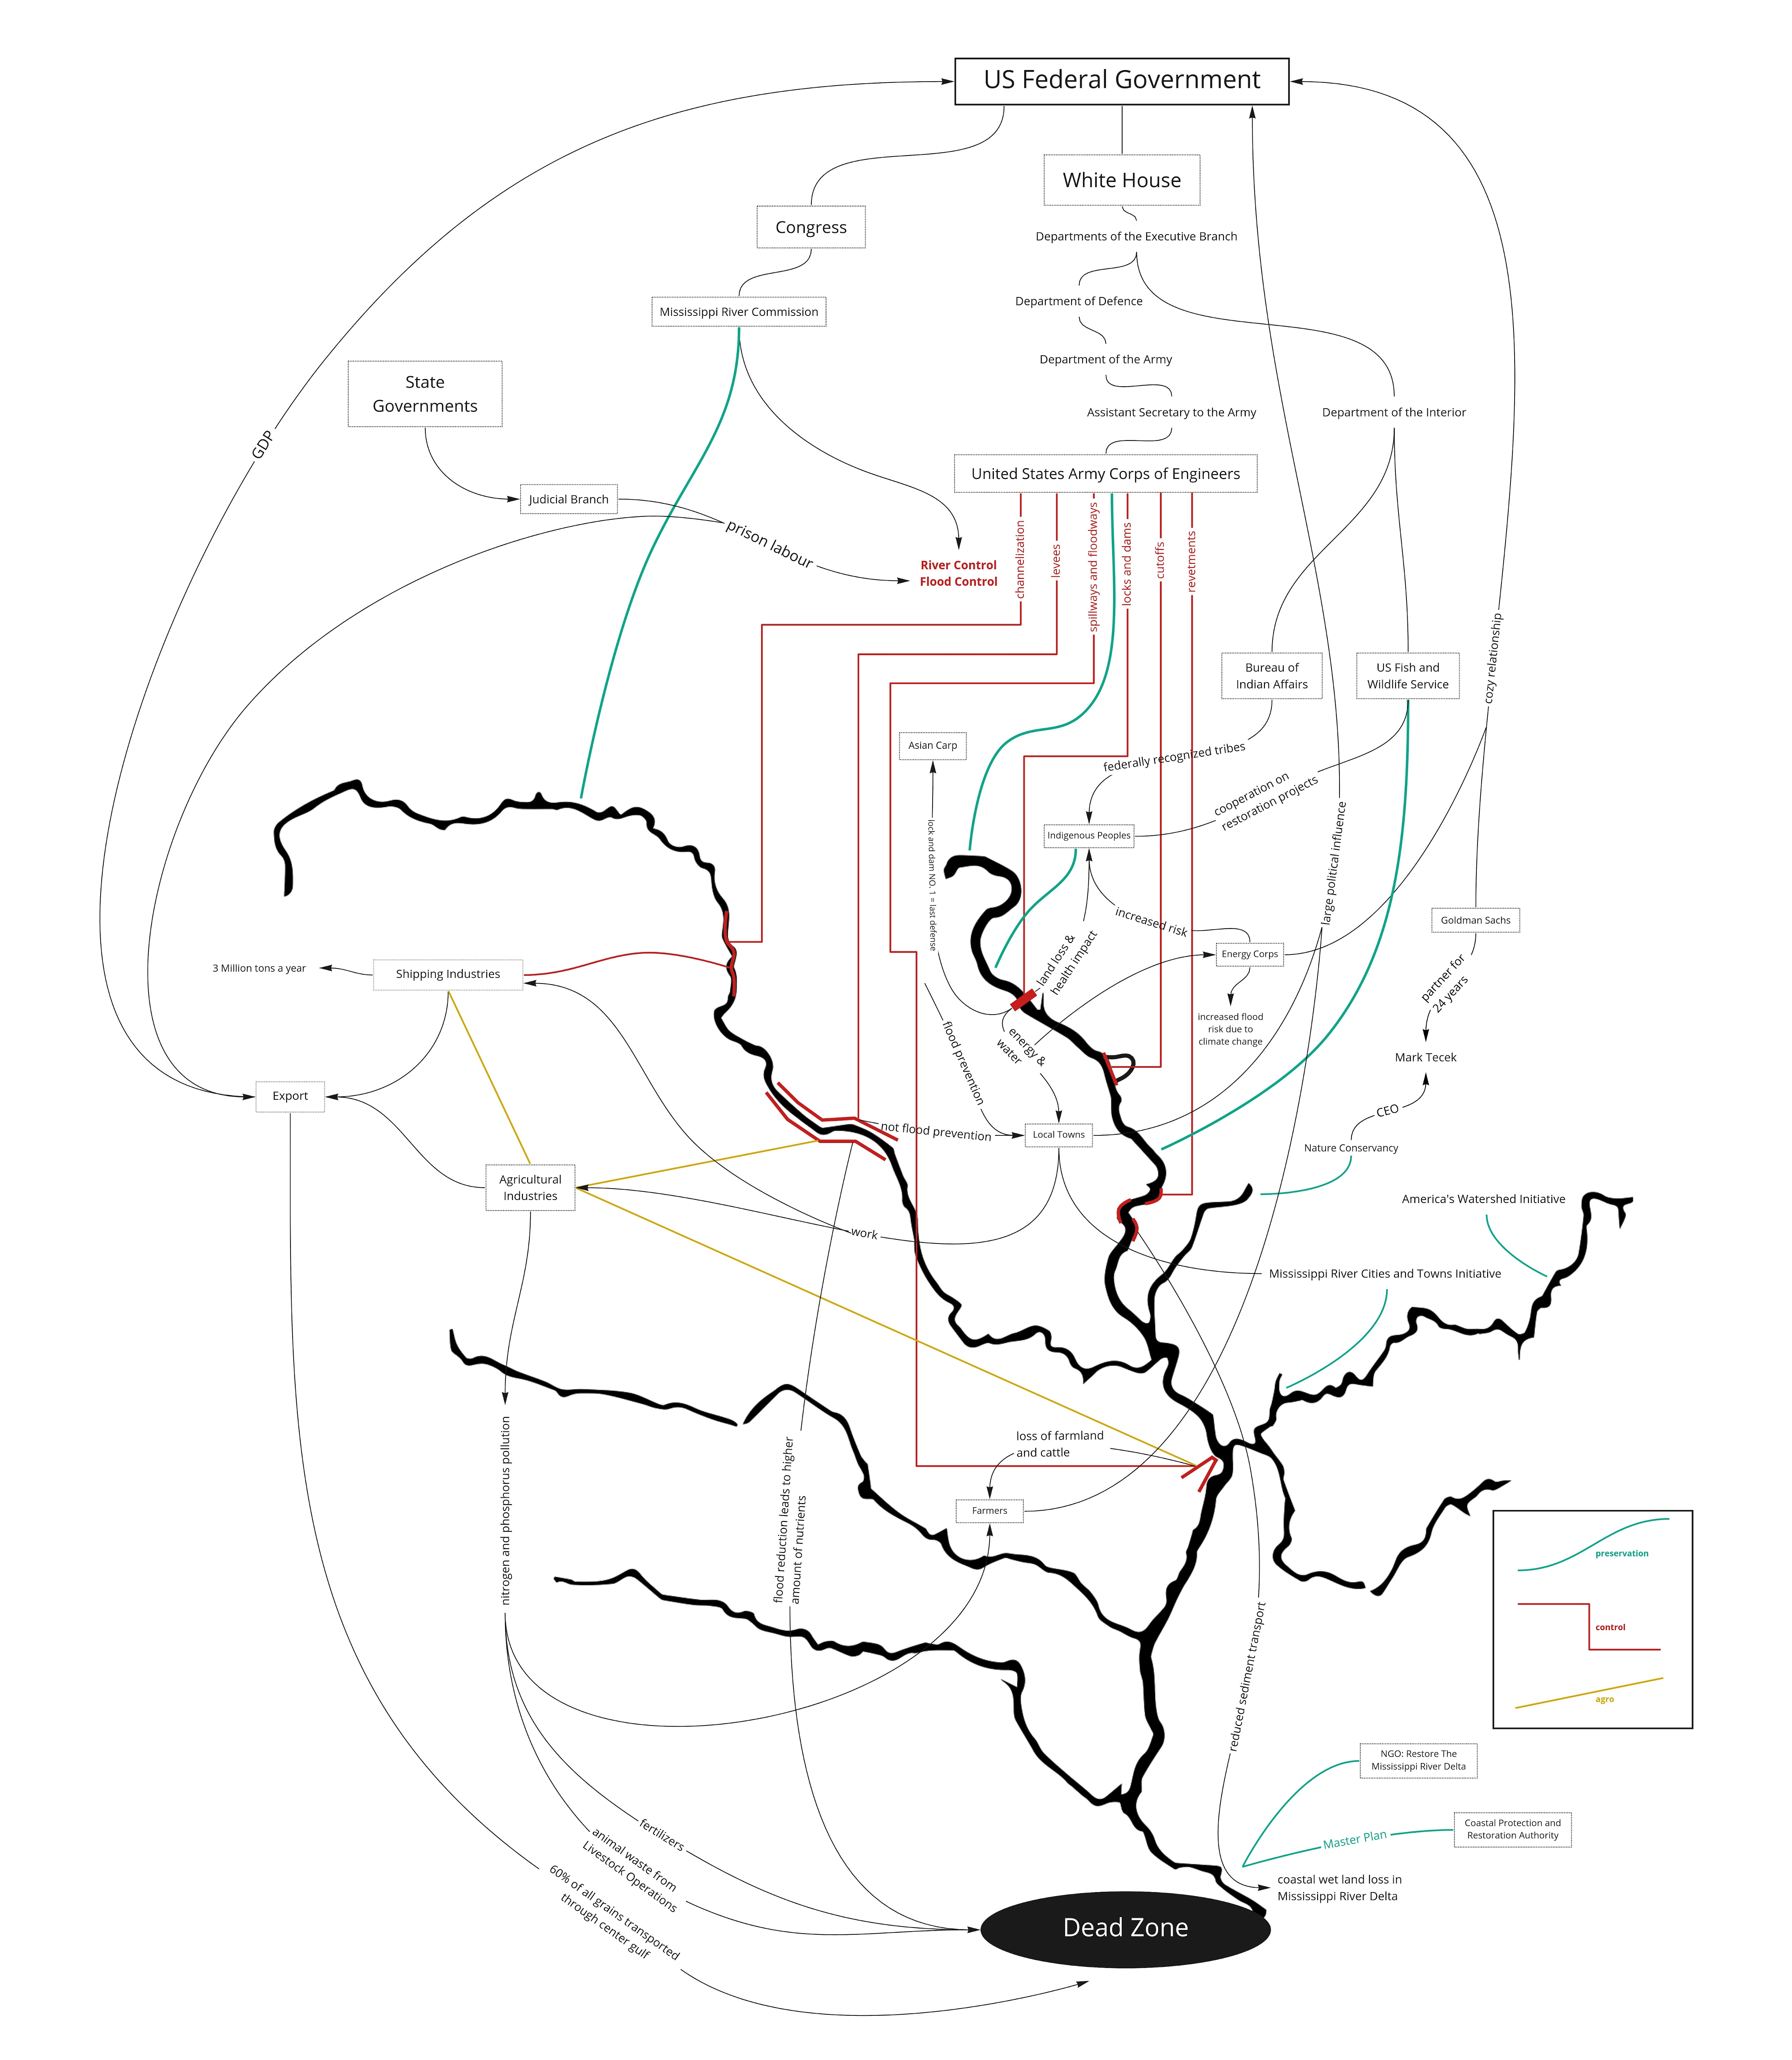 US Federal Government
White House
Congress
Departments of the Executive Branch
Department of Defence
Mississippi River Commission
Department of the Army
State
Governments
Assistant Secretary to the Army
Department of the Interior
GDP
United States Army Corps of Engineers
Judicial Branch
prison labour
River Control
Flood Control
channelization
levees
spillways and floodways
locks and dams
cutoffs
revetments
Bureau of
Indian Affairs
US Fish and
Wildlife Service
cozy relationship
Asian Carp
federally recognized tribes
cooperation on
restoration projects
Indigenous Peoples
lock and dam NO. 1 = last defense
large political influence
increased risk
Goldman Sachs
land loss &
health impact
Energy Corps
3 Million tons a year
Shipping Industries
partner for
24 years
increased flood
risk due to
climate change
flood prevention
energy &
water
Mark Tecek
Export
CEO
not flood prevention
Local Towns
Nature Conservancy
Agricultural
Industries
America's Watershed Initiative
work
Mississippi River Cities and Towns Initiative
nitrogen and phosphorus pollution
flood reduction leads to higher
amount of nutrients
loss of farmland
and cattle
Farmers
preservation
control
agro
reduced sediment transport
NGO: Restore The
Mississippi River Delta
Coastal Protection and
Restoration Authority
Master Plan
fertilizers
animal waste from
Livestock Operations
60% of all grains transported
through center gulf
coastal wet land loss in
Mississippi River Delta
Dead Zone